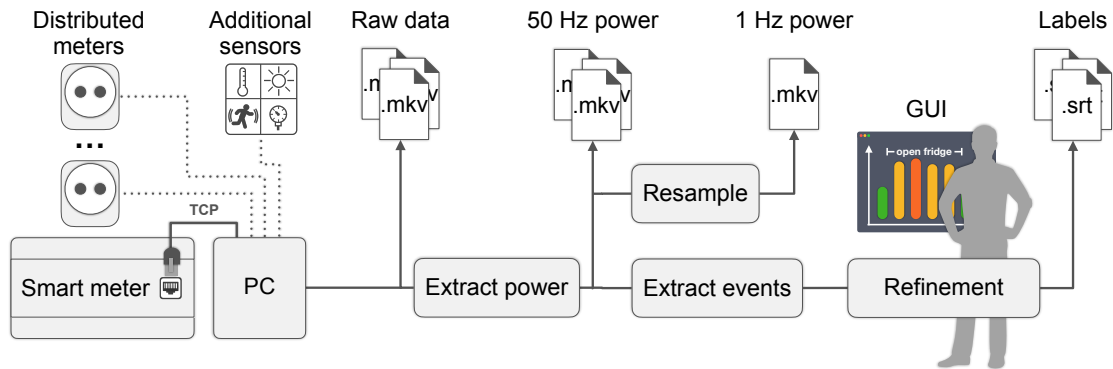 Distributed
meters
Additional
sensors
Raw data
50 Hz power
1 Hz power
Labels
.m
.mkv
v
.m
.mkv
v
.mkv
.s
.srt
GUI
open fridge
...
Resample
TCP
Smart meter
PC
Extract power
Extract events
Refinement